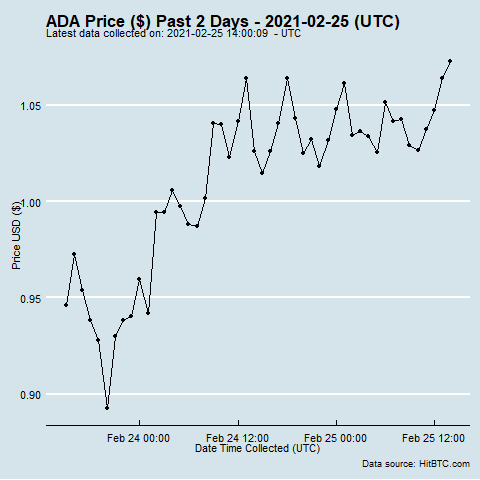 ADA Price ($) Past 2 Days - 2021-02-25 (UTC)
Latest data collected on: 2021-02-25 14:00:09 - UTC
1.05
1.00
0.95
0.90
Price USD ($)
Feb 24 00:00 Feb 24 12:00 Feb 25 00:00 Feb 25 12:00
Date Time Collected (UTC)
Data source: HitBTC.com